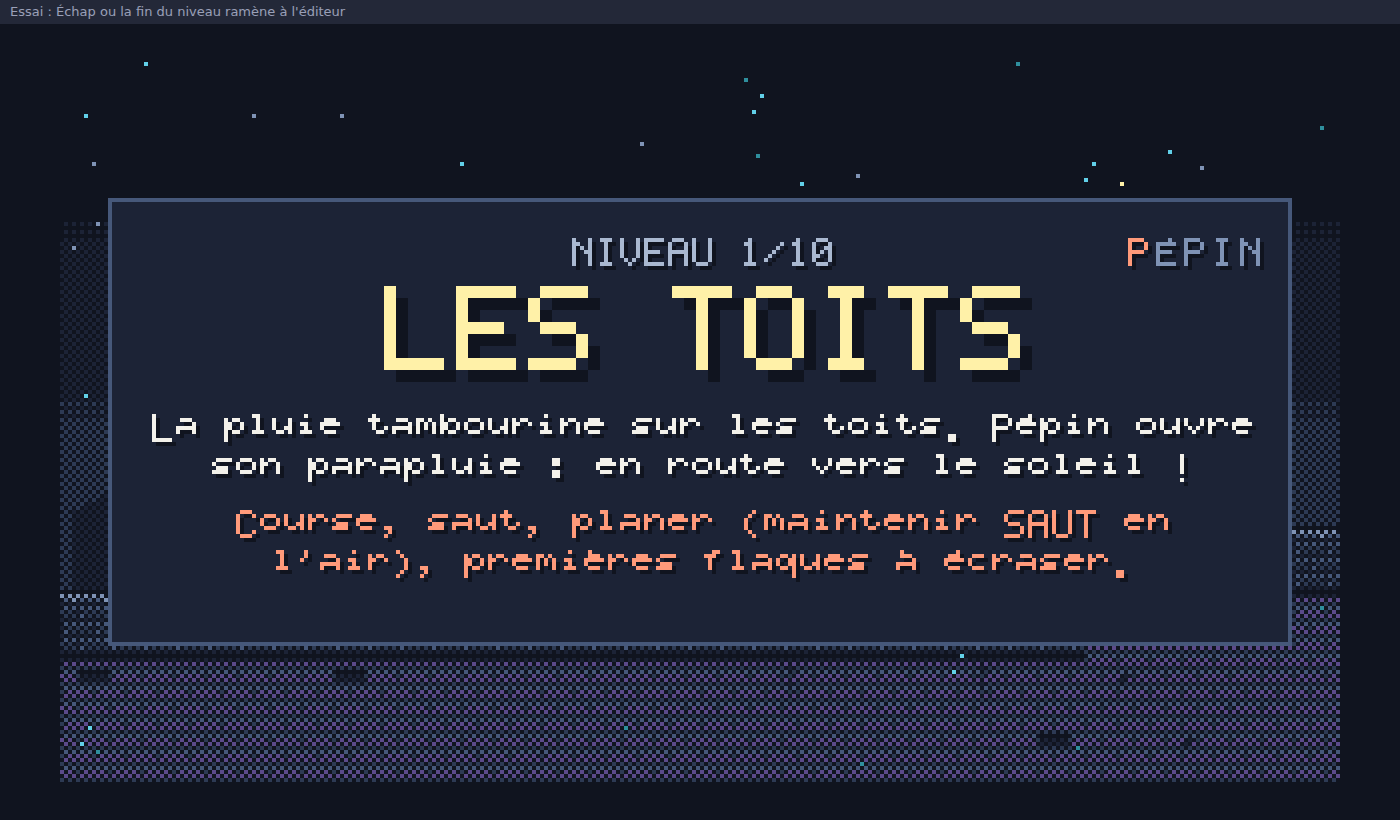 Essai : Échap ou la fin du niveau ramène à l'éditeur
NIVEAU 1/10
PÉPIN
LES TOITS
La pluie tambourine sur les toits. Pépin ouvre
son parapluie : en route vers le soleil !
Course, saut, planer (maintenir SAUT en
l'air), premières flaques à écraser.